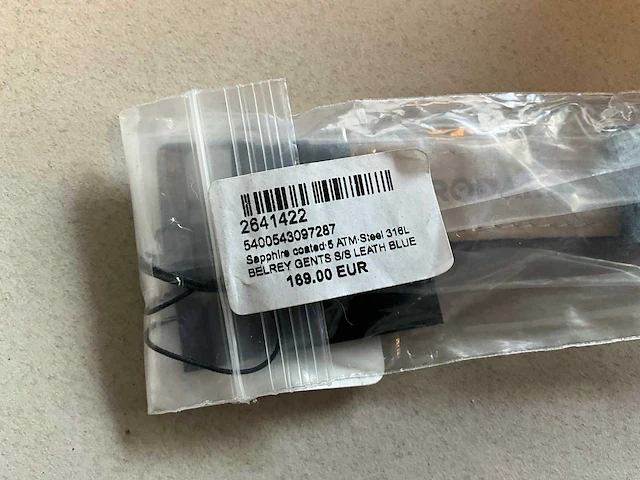 2641422
5400543097287
Sapphire coated·5 ATM·Steel 316L
BELREY GENTS S/S LEATH BLUE
169.00 EUR